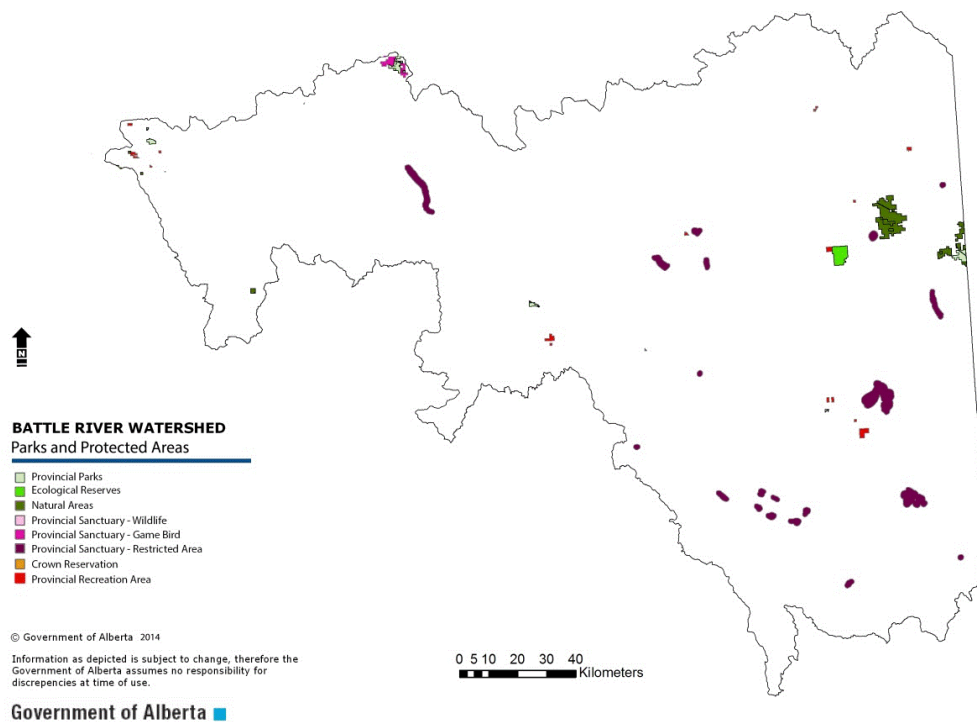 N
BATTLE RIVER WATERSHED
Parks and Protected Areas
Provincial Parks
Ecological Reserves
Natural Areas
Provincial Sanctuary - Wildlife
Provincial Sanctuary - Game Bird
Provincial Sanctuary - Restricted Area
Crown Reservation
Provincial Recreation Area
© Government of Alberta 2014
Information as depicted is subject to change, therefore the
Government of Alberta assumes no responsibility for
discrepancies at time of use.
0 5 10 20 30 40
Kilometers
Government of Alberta